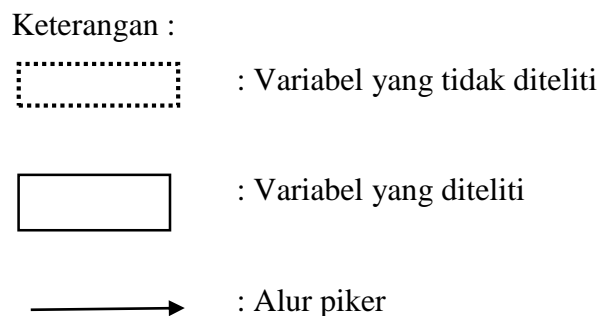 Keterangan :
: Variabel yang tidak diteliti
: Variabel yang diteliti
: Alur piker